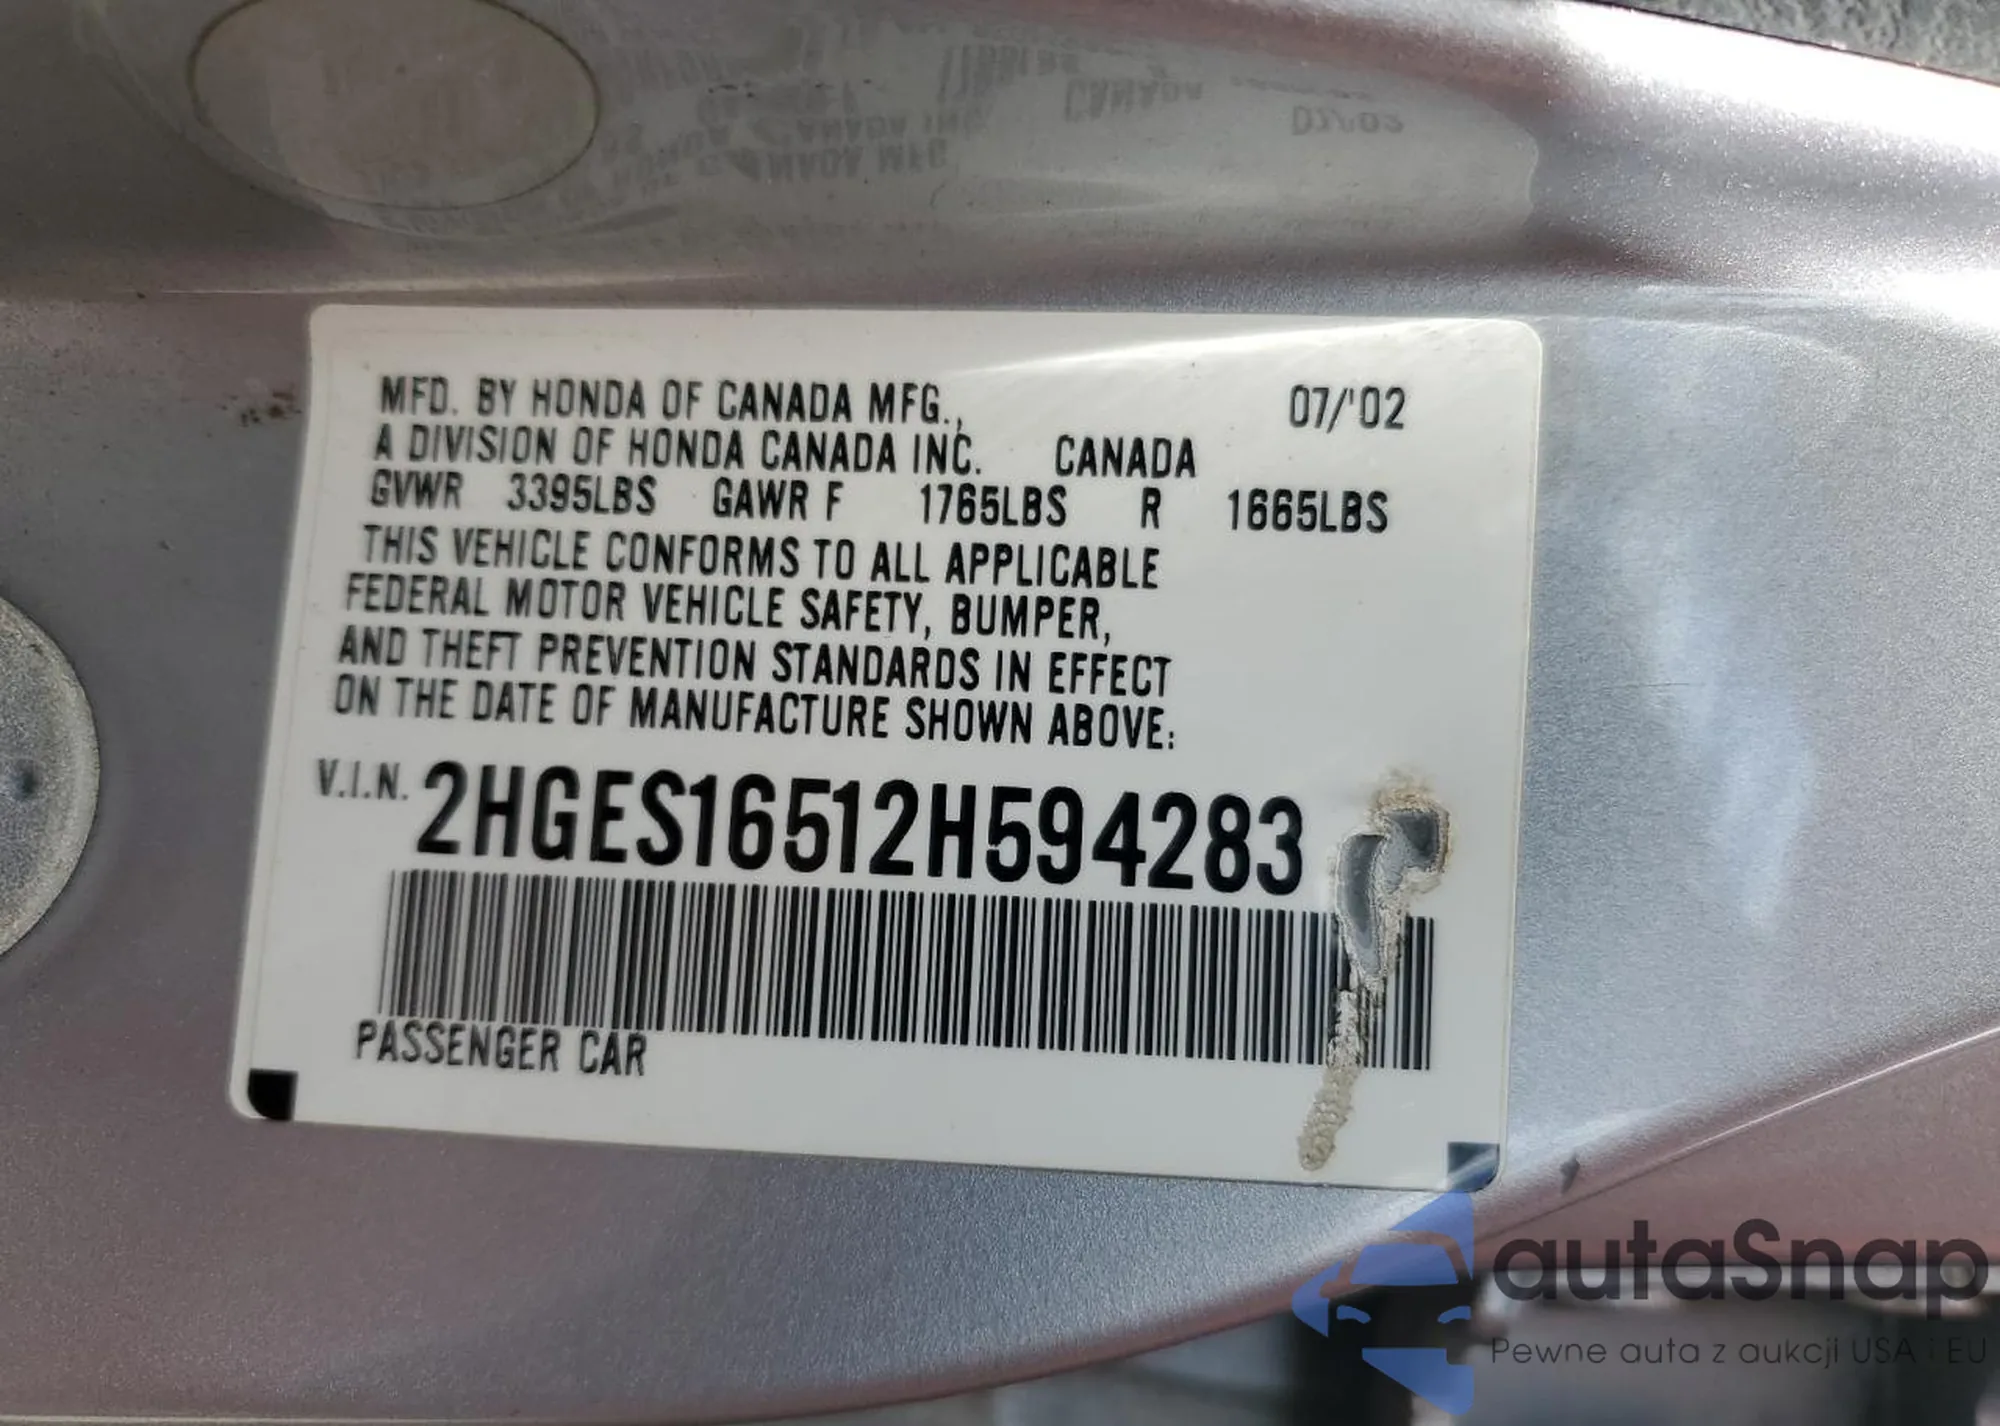 MFD. BY HONDA OF CANADA MFG., 07/'02
A DIVISION OF HONDA CANADA INC. CANADA
GVWR 3395LBS GAWR F 1765LBS R 1665LBS
THIS VEHICLE CONFORMS TO ALL APPLICABLE
FEDERAL MOTOR VEHICLE SAFETY, BUMPER,
AND THEFT PREVENTION STANDARDS IN EFFECT
ON THE DATE OF MANUFACTURE SHOWN ABOVE:
V.I.N. 2HGES16512H594283
PASSENGER CAR
autaSnap
Pewne auta z aukcji USA i EU